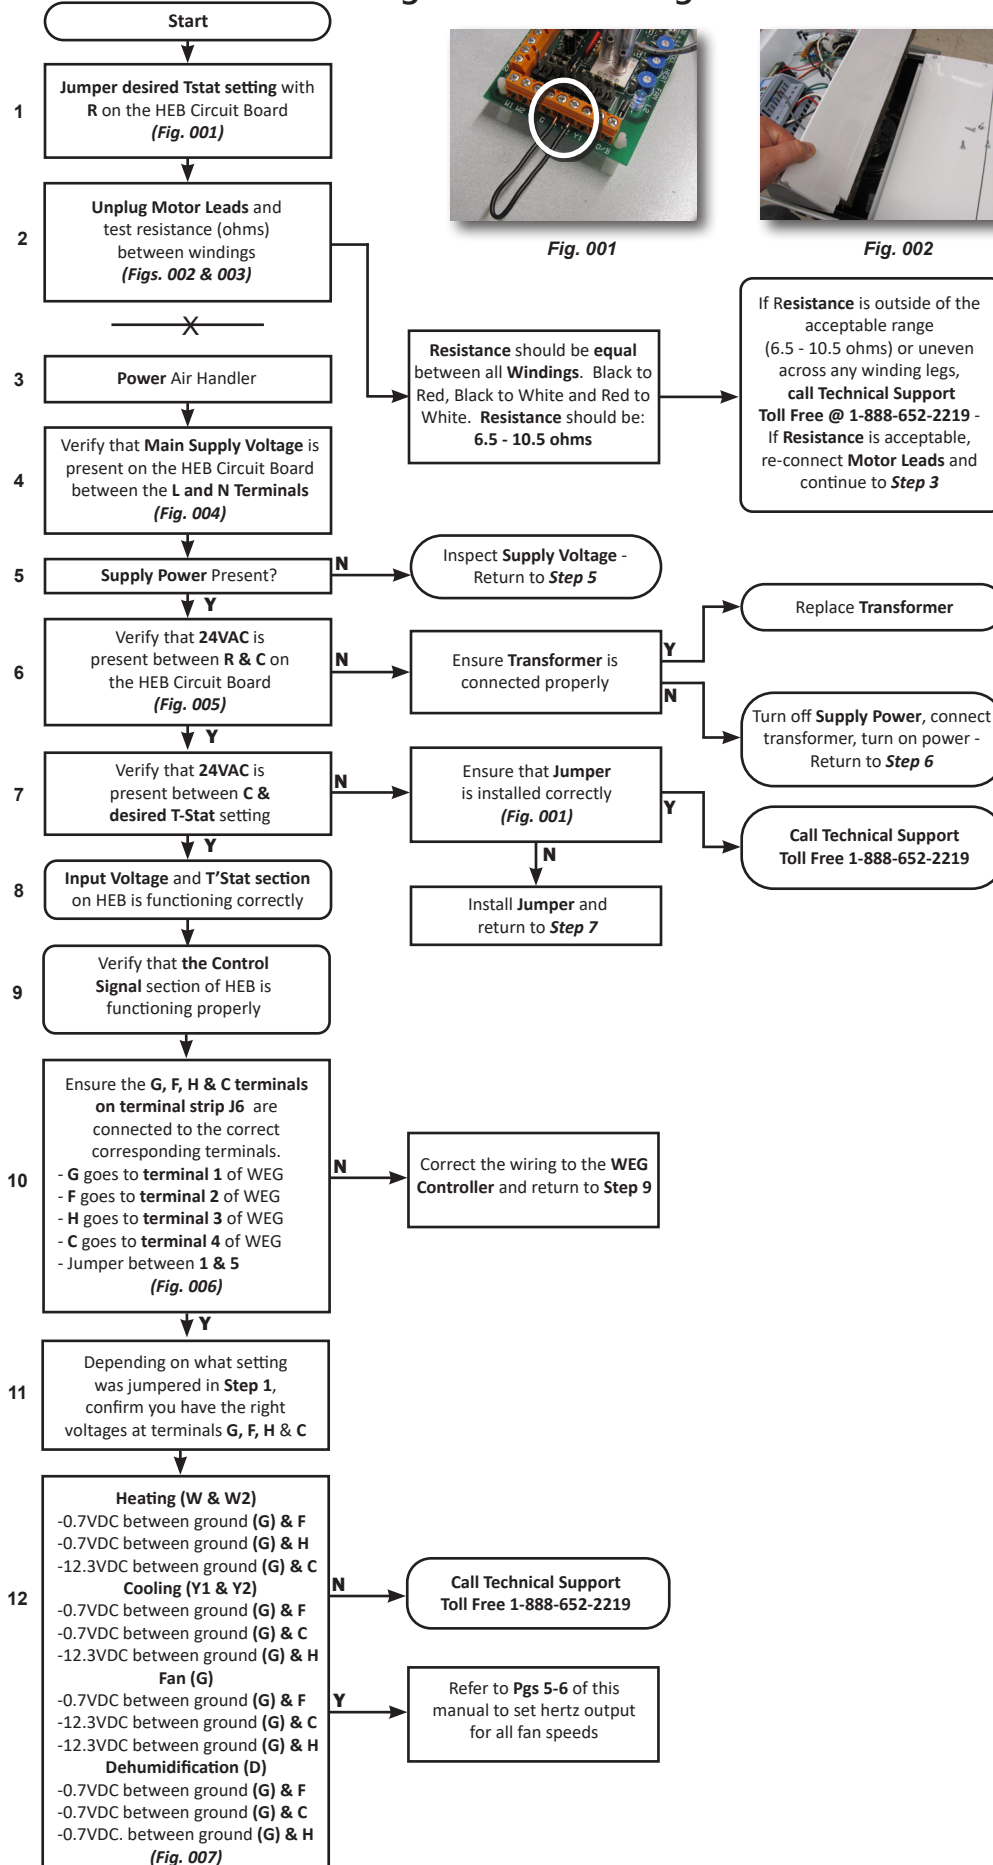 Start
1
Jumper desired Tstat setting with
R on the HEB Circuit Board
(Fig. 001)
2
Unplug Motor Leads and
test resistance (ohms)
between windings
(Figs. 002 & 003)
Fig. 001
Fig. 002
X
Resistance should be equal
between all Windings. Black to
Red, Black to White and Red to
White. Resistance should be:
6.5 - 10.5 ohms
If Resistance is outside of the
acceptable range
(6.5 - 10.5 ohms) or uneven
across any winding legs,
call Technical Support
Toll Free @ 1-888-652-2219 -
If Resistance is acceptable,
re-connect Motor Leads and
continue to Step 3
3
Power Air Handler
4
Verify that Main Supply Voltage is
present on the HEB Circuit Board
between the L and N Terminals
(Fig. 004)
5
Supply Power Present?
N
Inspect Supply Voltage -
Return to Step 5
Y
6
Verify that 24VAC is
present between R & C on
the HEB Circuit Board
(Fig. 005)
N
Ensure Transformer is
connected properly
Y
Replace Transformer
N
Turn off Supply Power, connect
transformer, turn on power -
Return to Step 6
Y
7
Verify that 24VAC is
present between C &
desired T-Stat setting
N
Ensure that Jumper
is installed correctly
(Fig. 001)
Y
Call Technical Support
Toll Free 1-888-652-2219
N
Install Jumper and
return to Step 7
Y
8
Input Voltage and T'Stat section
on HEB is functioning correctly
9
Verify that the Control
Signal section of HEB is
functioning properly
10
Ensure the G, F, H & C terminals
on terminal strip J6 are
connected to the correct
corresponding terminals.
- G goes to terminal 1 of WEG
- F goes to terminal 2 of WEG
- H goes to terminal 3 of WEG
- C goes to terminal 4 of WEG
- Jumper between 1 & 5
(Fig. 006)
N
Correct the wiring to the WEG
Controller and return to Step 9
Y
11
Depending on what setting
was jumpered in Step 1,
confirm you have the right
voltages at terminals G, F, H & C
12
Heating (W & W2)
-0.7VDC between ground (G) & F
-0.7VDC between ground (G) & H
-12.3VDC between ground (G) & C
Cooling (Y1 & Y2)
-0.7VDC between ground (G) & F
-0.7VDC between ground (G) & C
-12.3VDC between ground (G) & H
Fan (G)
-0.7VDC between ground (G) & F
-12.3VDC between ground (G) & C
-12.3VDC between ground (G) & H
Dehumidification (D)
-0.7VDC between ground (G) & F
-0.7VDC between ground (G) & C
-0.7VDC. between ground (G) & H
(Fig. 007)
N
Call Technical Support
Toll Free 1-888-652-2219
Y
Refer to Pgs 5-6 of this
manual to set hertz output
for all fan speeds